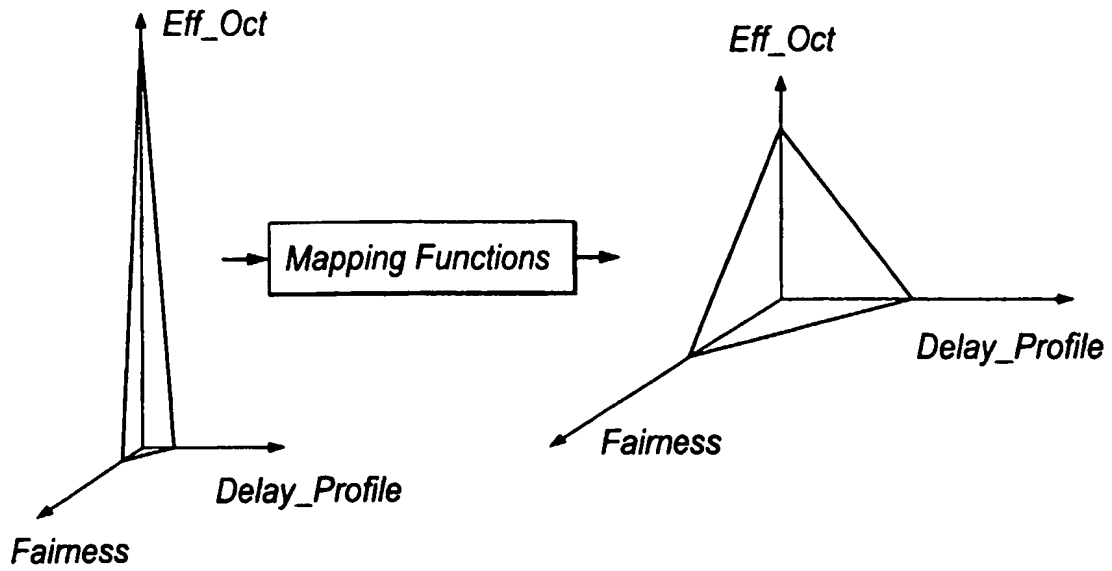 Eff_Oct
Eff_Oct
Mapping Functions
Delay_Profile
Fairness
Delay_Profile
Fairness